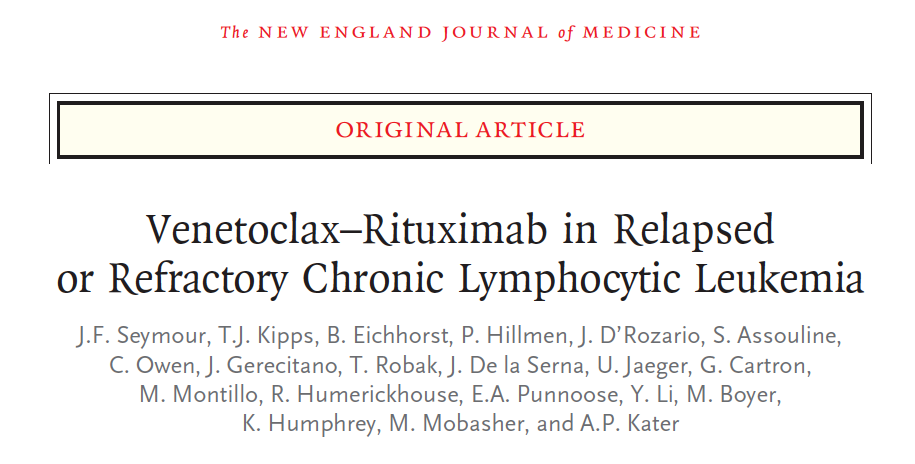 The NEW ENGLAND JOURNAL of MEDICINE
ORIGINAL ARTICLE
Venetoclax–Rituximab in Relapsed
or Refractory Chronic Lymphocytic Leukemia
J.F. Seymour, T.J. Kipps, B. Eichhorst, P. Hillmen, J. D’Rozario, S. Assouline,
C. Owen, J. Gerecitano, T. Robak, J. De la Serna, U. Jaeger, G. Cartron,
M. Montillo, R. Humerickhouse, E.A. Punnoose, Y. Li, M. Boyer,
K. Humphrey, M. Mobasher, and A.P. Kater